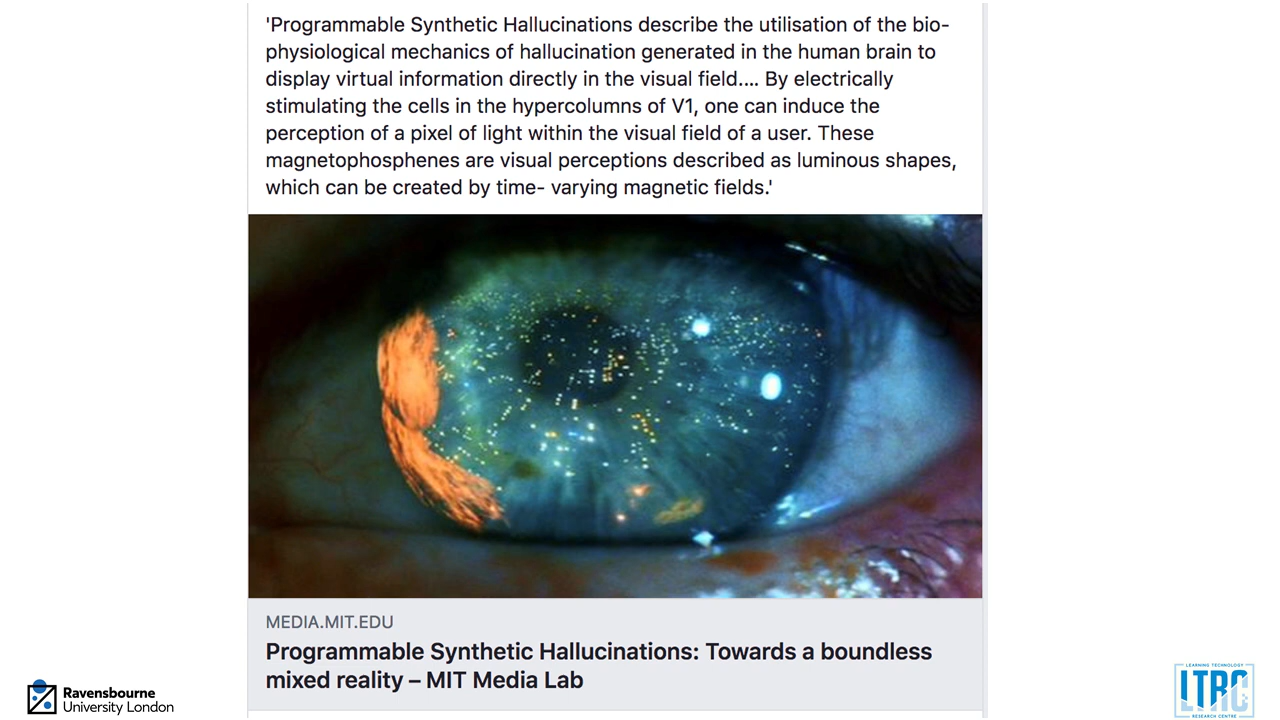 'Programmable Synthetic Hallucinations describe the utilisation of the bio-
physiological mechanics of hallucination generated in the human brain to
display virtual information directly in the visual field.... By electrically
stimulating the cells in the hypercolumns of V1, one can induce the
perception of a pixel of light within the visual field of a user. These
magnetophosphenes are visual perceptions described as luminous shapes,
which can be created by time- varying magnetic fields.'
MEDIA.MIT.EDU
Programmable Synthetic Hallucinations: Towards a boundless
mixed reality – MIT Media Lab
Ravensbourne
University London
LEARNING TECHNOLOGY
LTRC
RESEARCH CENTRE